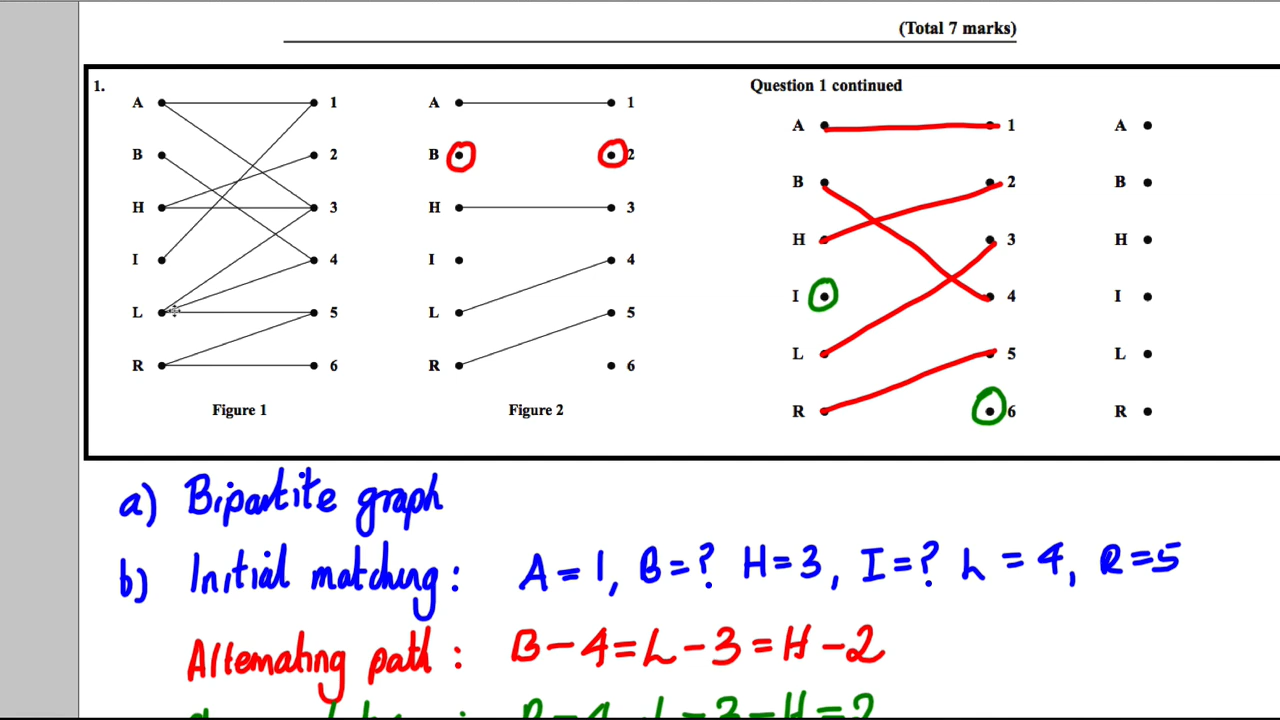 (Total 7 marks)
1.
A 1
B 2
H 3
I 4
L 5
R 6
Figure 1
A 1
B 2
H 3
I 4
L 5
R 6
Figure 2
Question 1 continued
A 1
B 2
H 3
I 4
L 5
R 6
A
B
H
I
L
R
a) Bipartite graph
b) Initial matching : A = 1, B = ? H = 3, I = ? L = 4, R = 5
Alternating path : B - 4 = L - 3 = H - 2